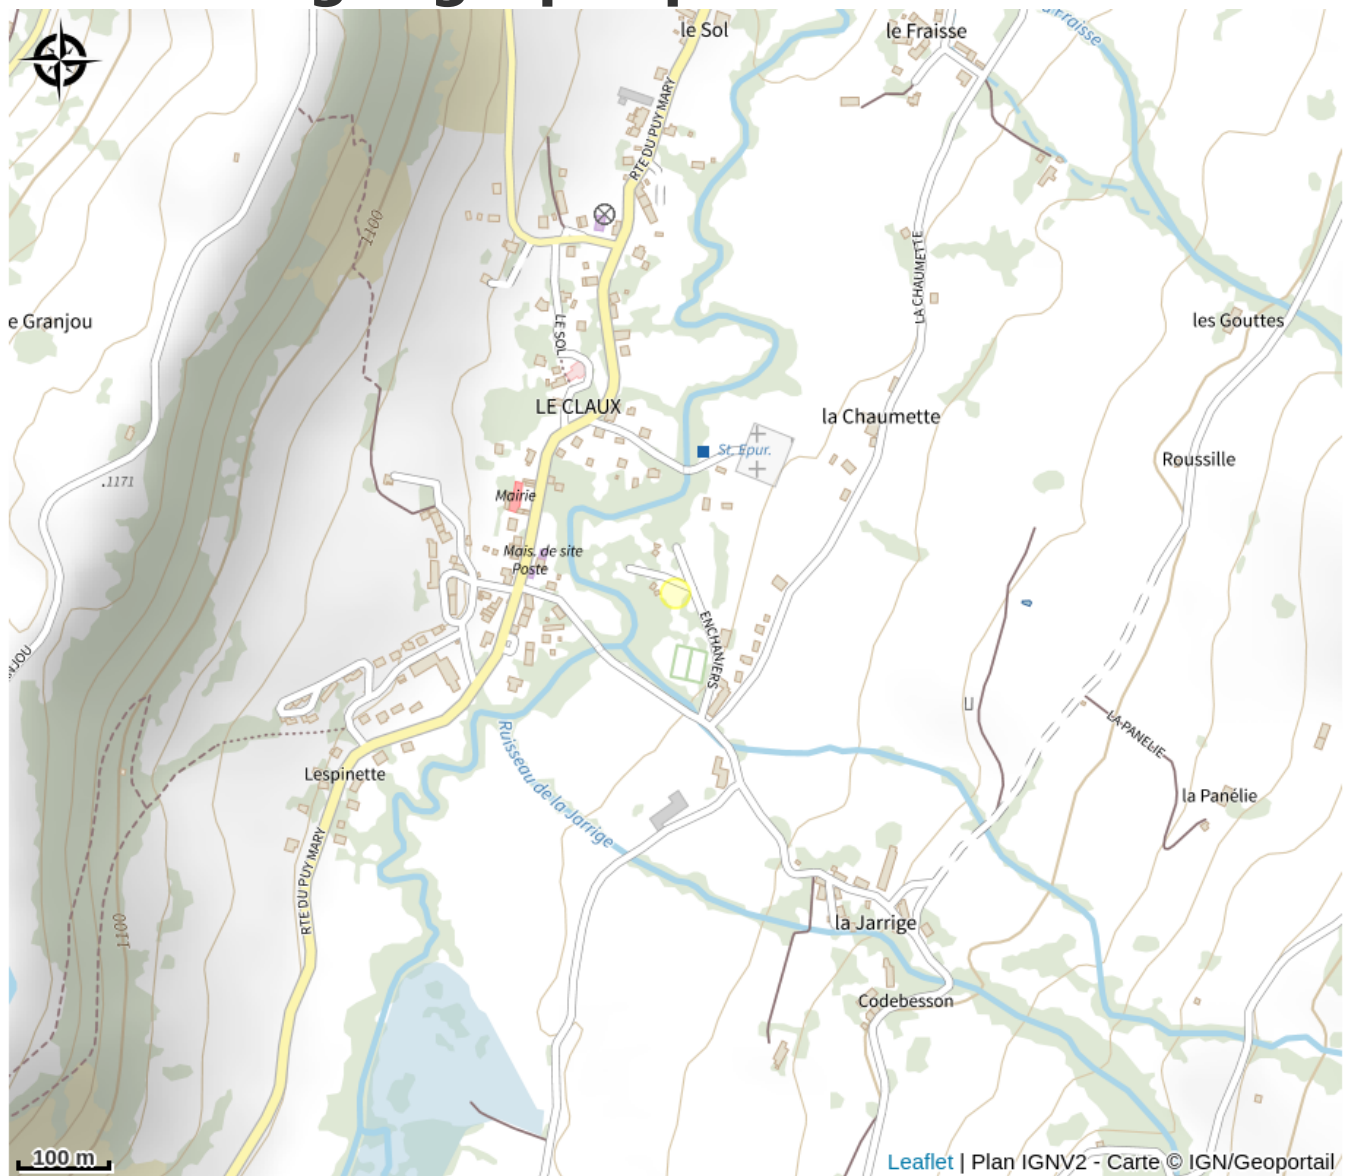 le Sol
le Fraisse
Fraisse
RTE DU PUY MARY
1100
LA CHAUMETTE
e Granjou
les Gouttes
LE SOL
LE CLAUX
la Chaumette
St. Epur.
Roussille
.1171
Mairie
Mais. de site
Poste
ENCHANIERS
U
LA PANELIE
Ruisseau de la Jarrige
Lespinette
la Panélie
RTE DU PUY MARY
1100
la Jarrige
Codebesson
100 m
Leaflet | Plan IGNV2 - Carte © IGN/Geoportail